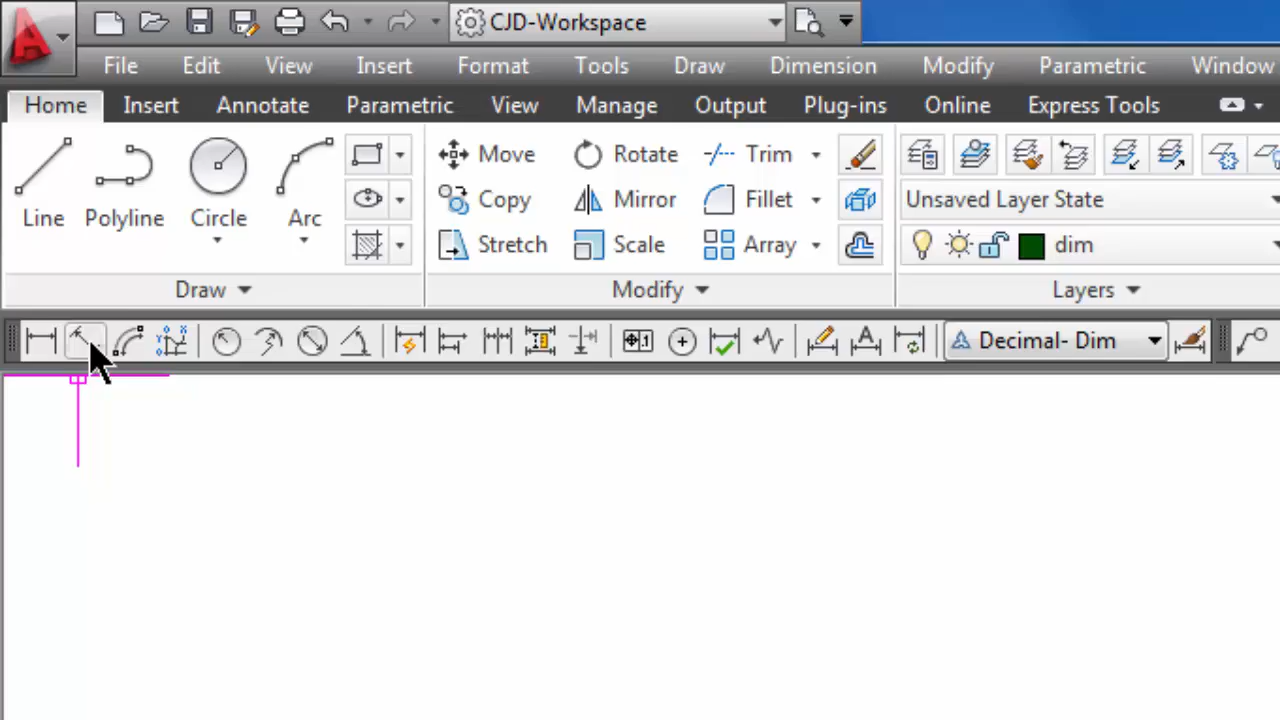 CJD-Workspace
File Edit View Insert Format Tools Draw Dimension Modify Parametric Window
Home Insert Annotate Parametric View Manage Output Plug-ins Online Express Tools
Move Rotate Trim
Copy Mirror Fillet Unsaved Layer State
Line Polyline Circle Arc
Stretch Scale Array dim
Draw Modify Layers
Decimal- Dim